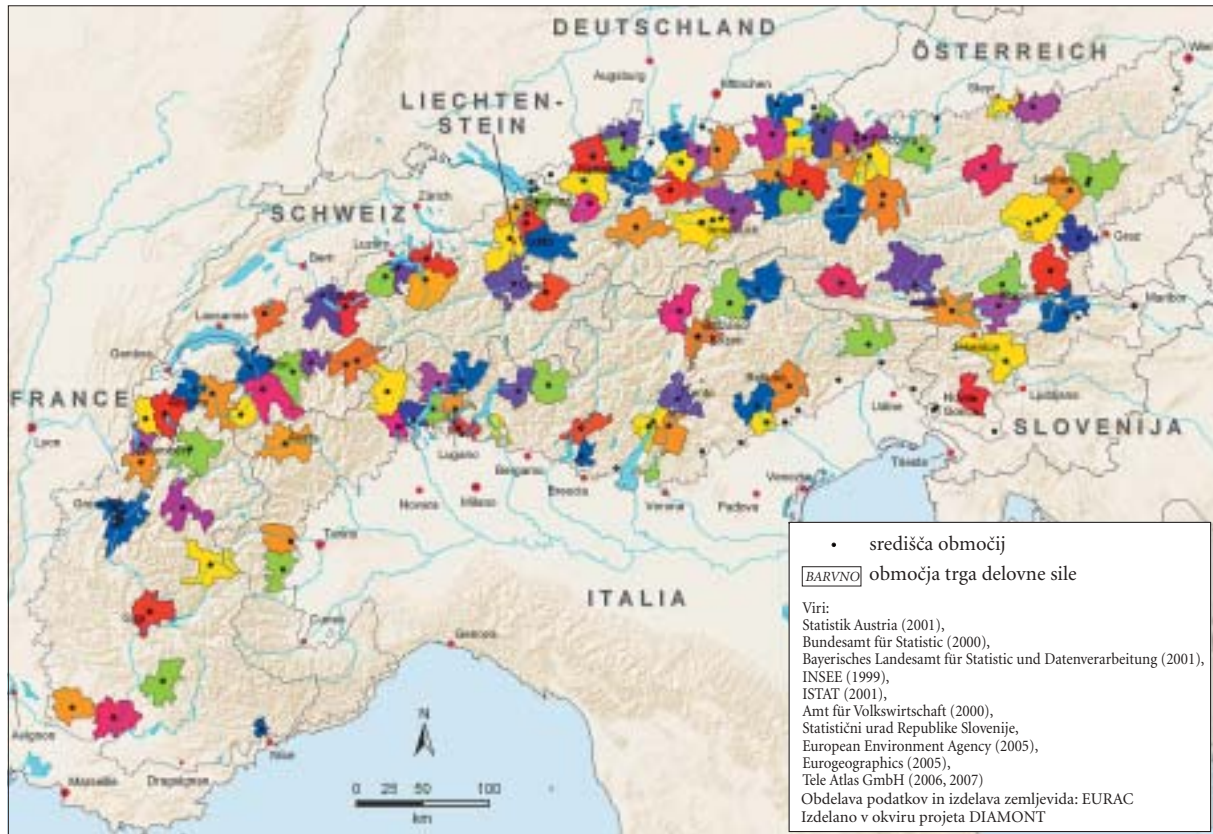 DEUTSCHLAND
ÖSTERREICH
Augsburg
München
Steyr
LIECHTEN-
STEIN
Zürich
SCHWEIZ
Luzern
Bern
Graz
Lausanne
Maribor
Genève
FRANCE
Lyon
Udine
Ljubljana
SLOVENIJA
Lugano
Bergamo
Trieste
Novara
Milano
Brescia
Verona
Padova
Venezia
Torino
ITALIA
Cuneo
Genova
N
Avignon
Nice
Draguignan
Marseille
0 25 50 100
km
• središča območij
BARVNO območja trga delovne sile
Viri:
Statistik Austria (2001),
Bundesamt für Statistic (2000),
Bayerisches Landesamt für Statistic und Datenverarbeitung (2001),
INSEE (1999),
ISTAT (2001),
Amt für Volkswirtschaft (2000),
Statistični urad Republike Slovenije,
European Environment Agency (2005),
Eurogeographics (2005),
Tele Atlas GmbH (2006, 2007)
Obdelava podatkov in izdelava zemljevida: EURAC
Izdelano v okviru projekta DIAMONT